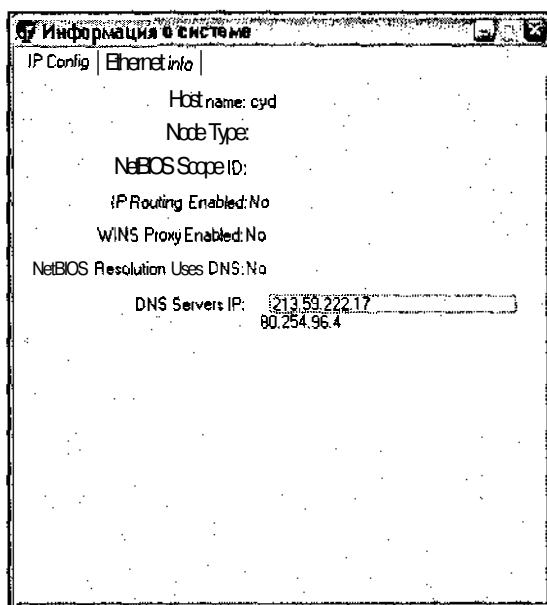 Информация о системе
IP Config Ethernet info
Host name: cyd
Node Type:
NetBIOS Scope ID:
IP Routing Enabled: No
WINS Proxy Enabled: No
NetBIOS Resolution Uses DNS: No
DNS Servers IP: 213.59.222.17
80.254.96.4